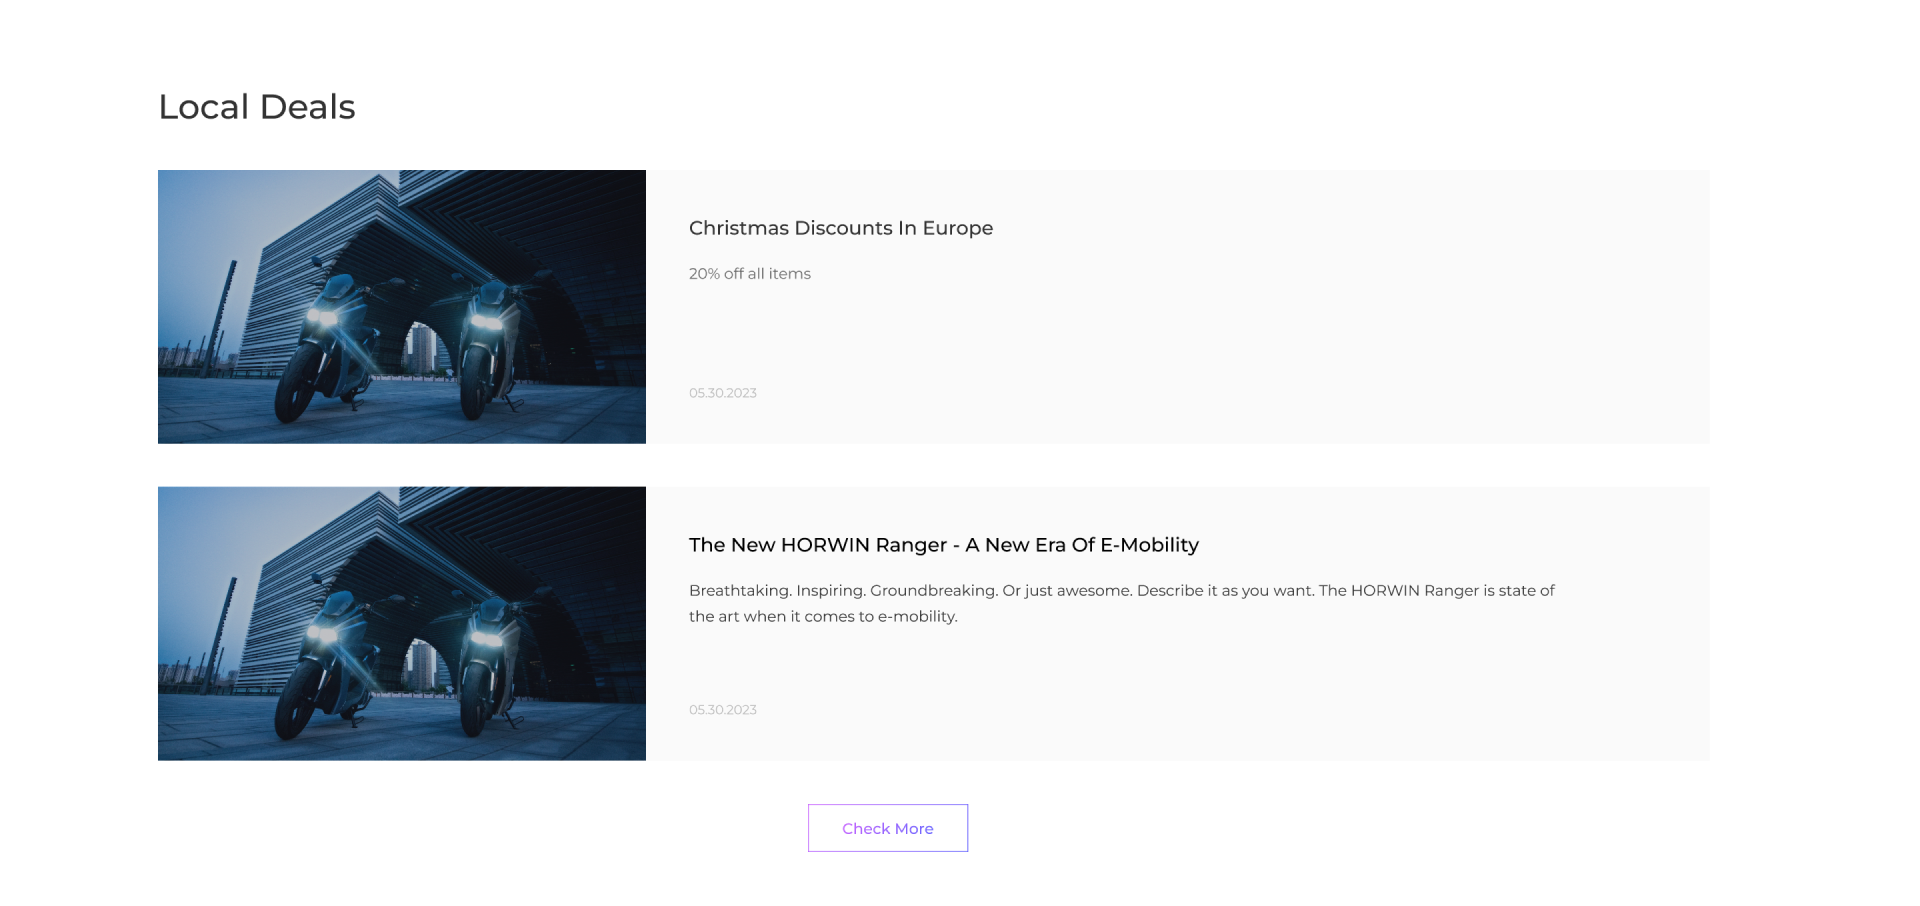 Local Deals
Christmas Discounts In Europe
20% off all items
05.30.2023
The New HORWIN Ranger - A New Era Of E-Mobility
Breathtaking. Inspiring. Groundbreaking. Or just awesome. Describe it as you want. The HORWIN Ranger is state of
the art when it comes to e-mobility.
05.30.2023
Check More